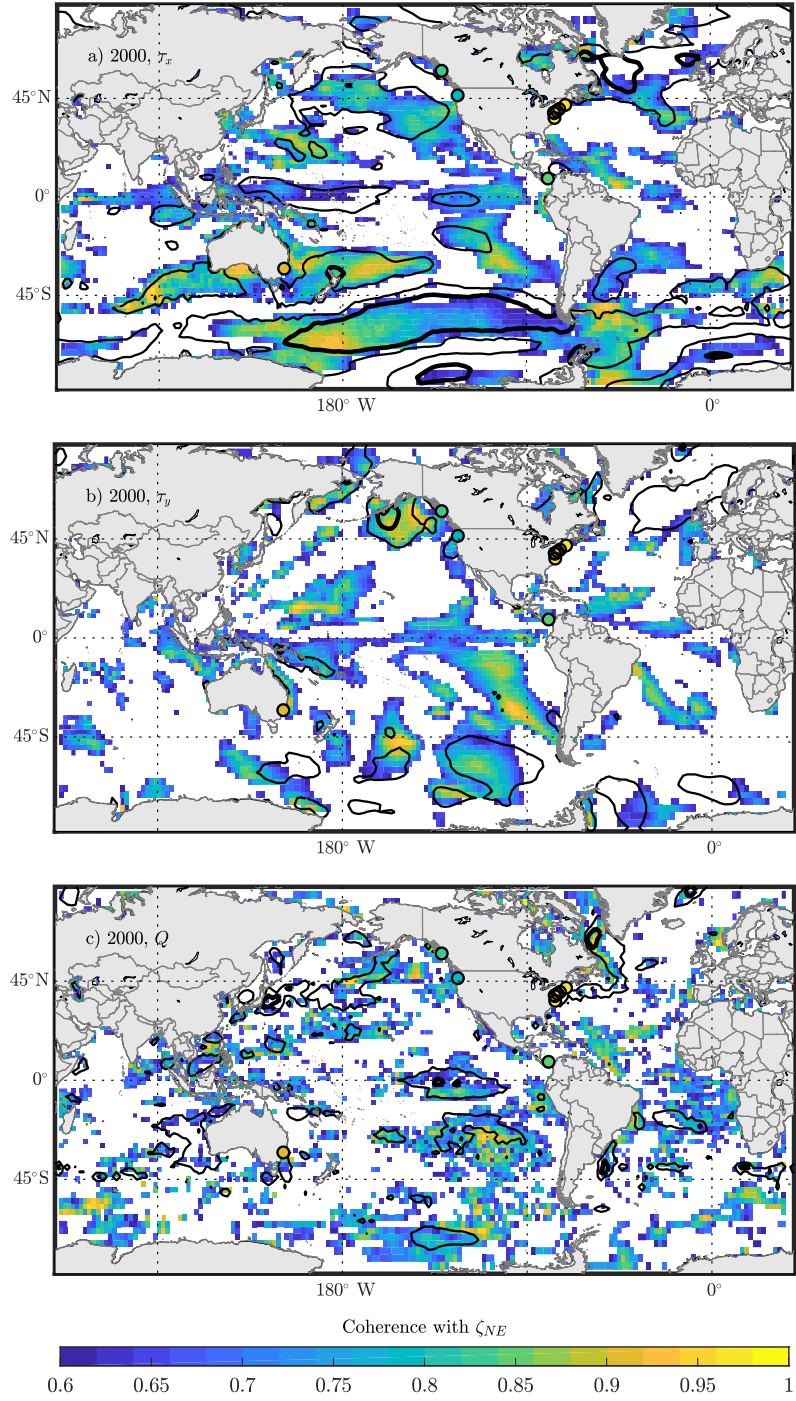 a) 2000, τx
45°N
0°
45°S
180° W
0°
b) 2000, τy
45°N
0°
45°S
180° W
0°
c) 2000, Q
45°N
0°
45°S
180° W
0°
Coherence with ζNE
0.6 0.65 0.7 0.75 0.8 0.85 0.9 0.95 1